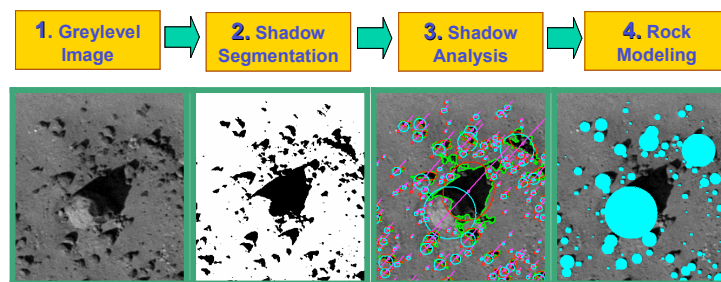 1. Greylevel
Image
2. Shadow
Segmentation
3. Shadow
Analysis
4. Rock
Modeling